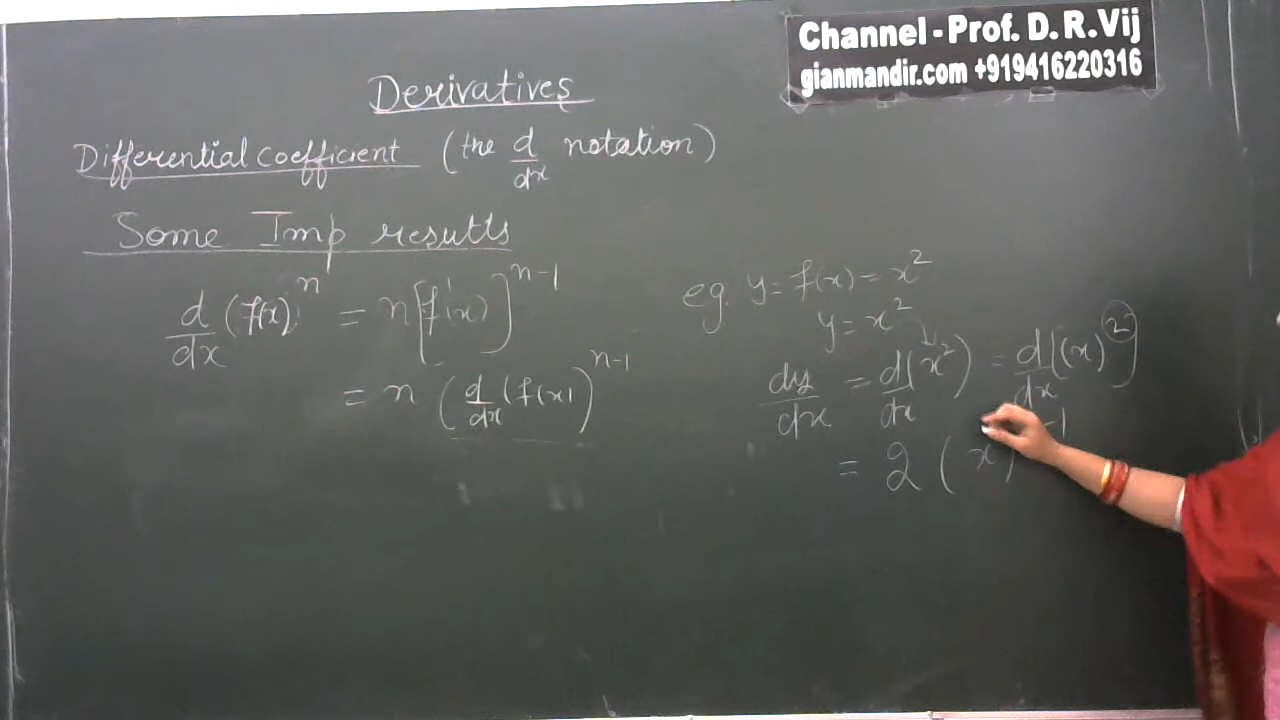 Channel - Prof. D. R. Vij
gianmandir.com +919416220316
Derivatives
Differential coefficient (the d/dx notation)
Some Imp results
d/dx (f(x))^n = n[f'(x)]^{n-1}
= n (d/dx (f(x))^{n-1}
eg. y = f(x) = x^2
y = x^2
dy/dx = d/dx (x^2) = d/dx [(x)^2]
= 2 (x)^{-1}